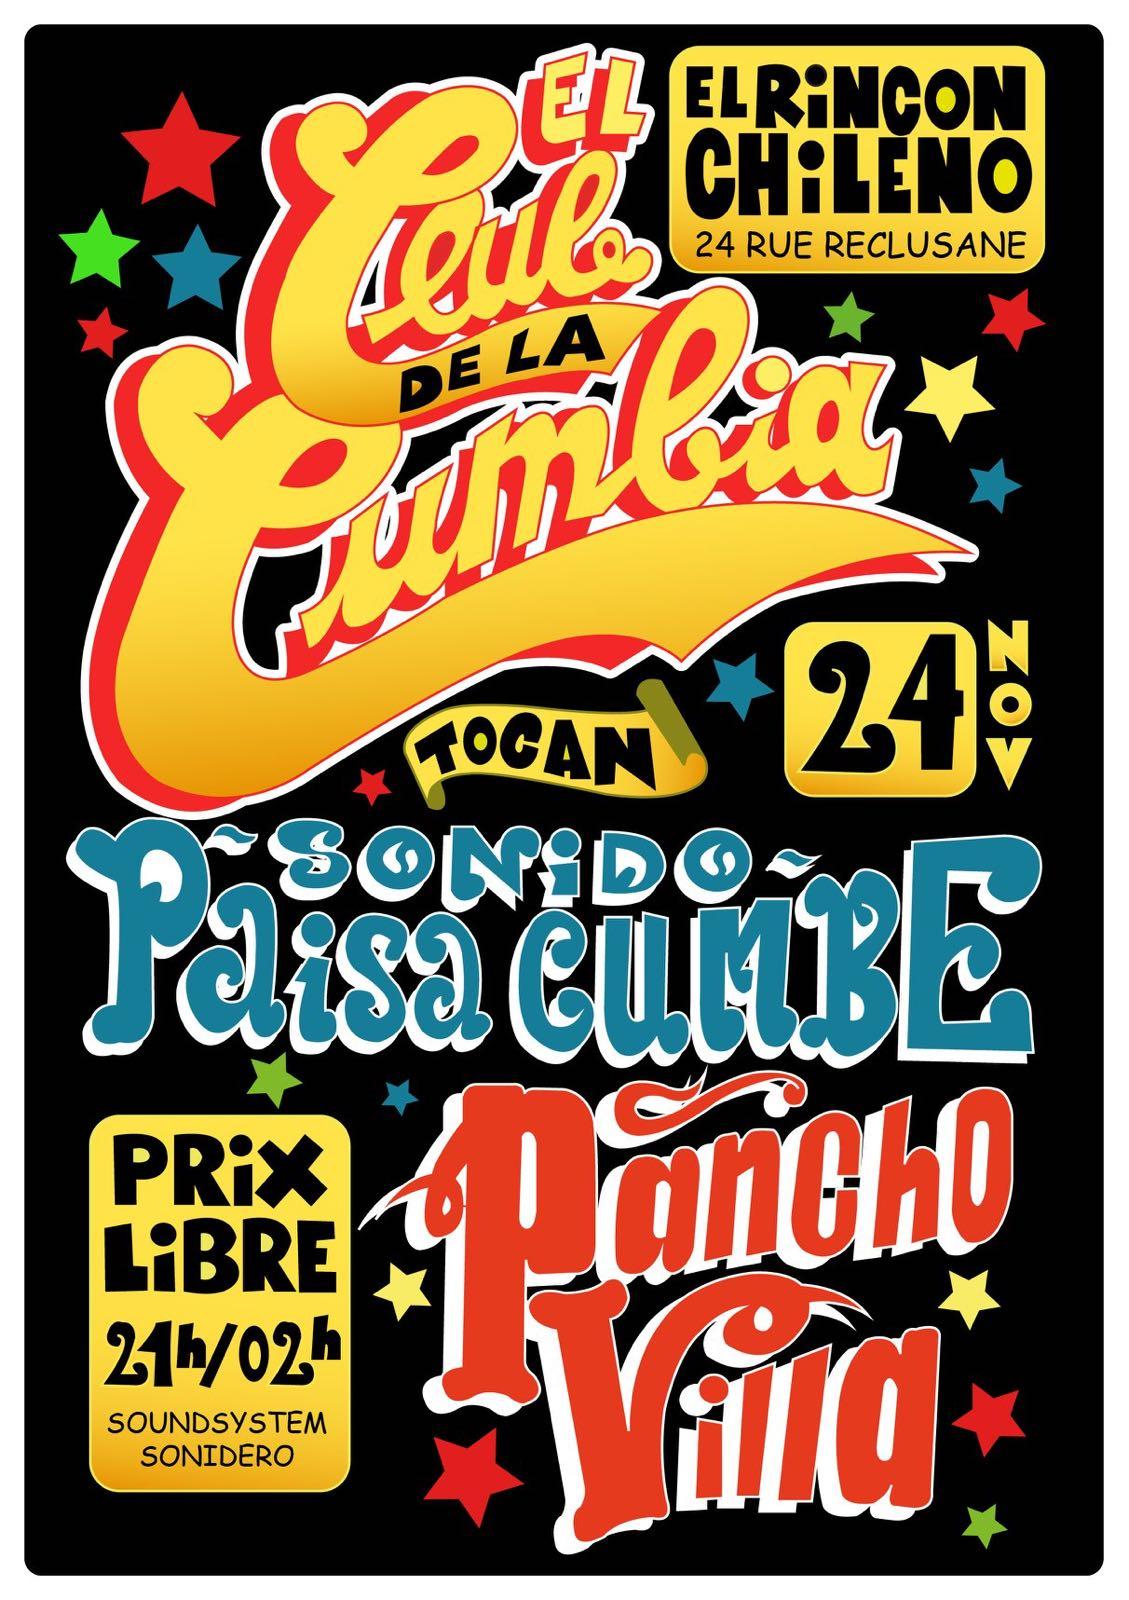 EL
Club
DE LA
Cumbia
EL RiNCON
CHiLENO
24 RUE RECLUSANE
24
NOV
TOCAN
~SONiDO~
Paisa CUMBE
Pancho
Villa
PRiX
LiBRE
21h/02h
SOUNDSYSTEM
SONIDERO